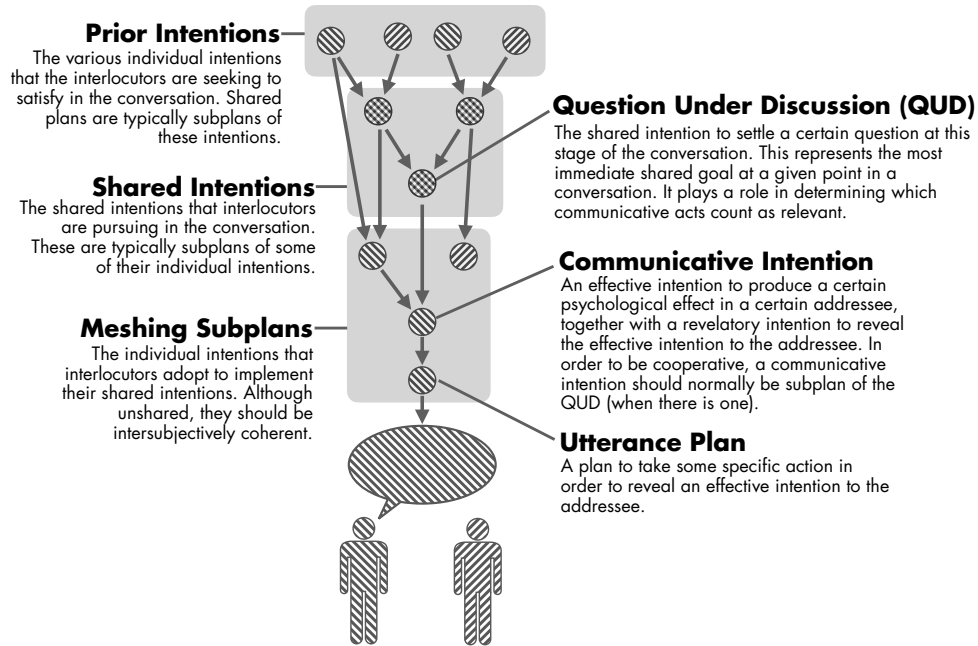 Prior Intentions
The various individual intentions
that the interlocutors are seeking to
satisfy in the conversation. Shared
plans are typically subplans of
these intentions.
Shared Intentions
The shared intentions that interlocutors
are pursuing in the conversation.
These are typically subplans of some
of their individual intentions.
Meshing Subplans
The individual intentions that
interlocutors adopt to implement
their shared intentions. Although
unshared, they should be
intersubjectively coherent.
Question Under Discussion (QUD)
The shared intention to settle a certain question at this
stage of the conversation. This represents the most
immediate shared goal at a given point in a
conversation. It plays a role in determining which
communicative acts count as relevant.
Communicative Intention
An effective intention to produce a certain
psychological effect in a certain addressee,
together with a revelatory intention to reveal
the effective intention to the addressee. In
order to be cooperative, a communicative
intention should normally be subplan of the
QUD (when there is one).
Utterance Plan
A plan to take some specific action in
order to reveal an effective intention to the
addressee.